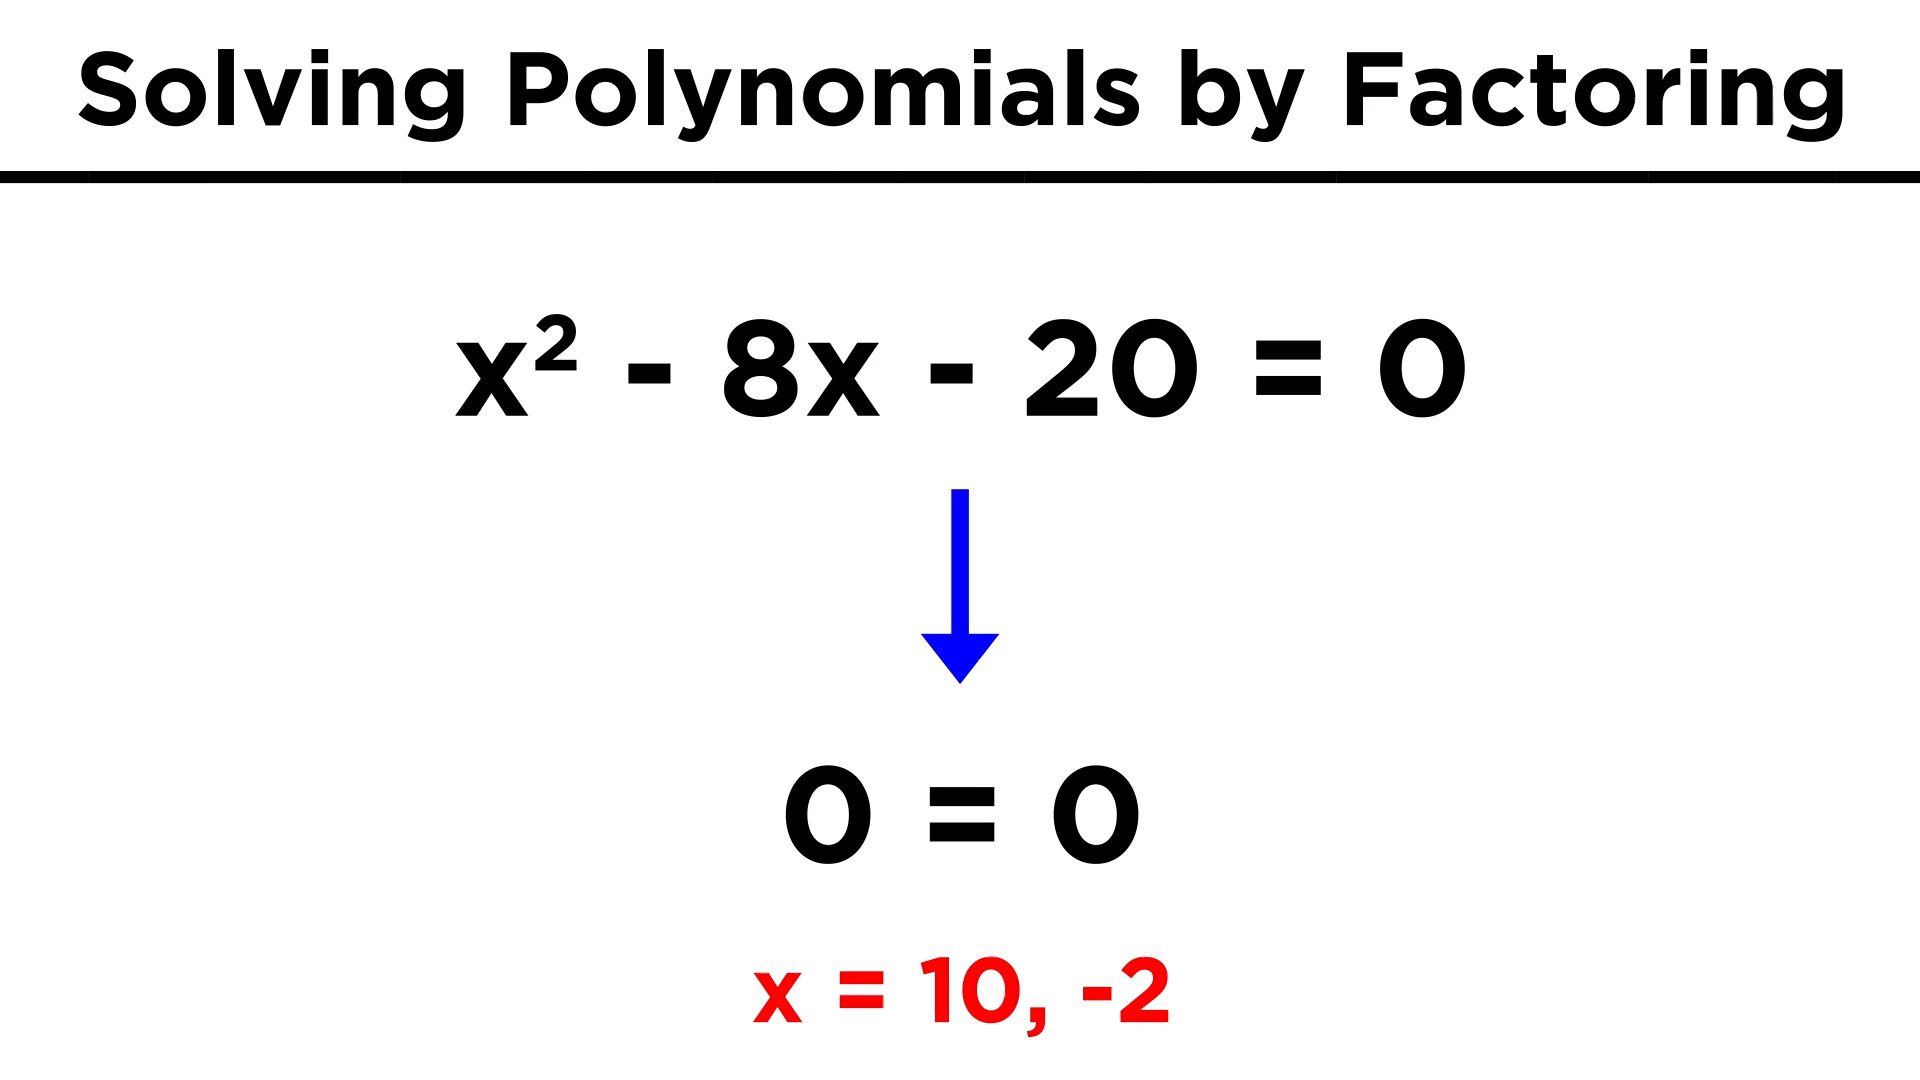 Solving Polynomials by Factoring
x² - 8x - 20 = 0
0 = 0
x = 10, -2